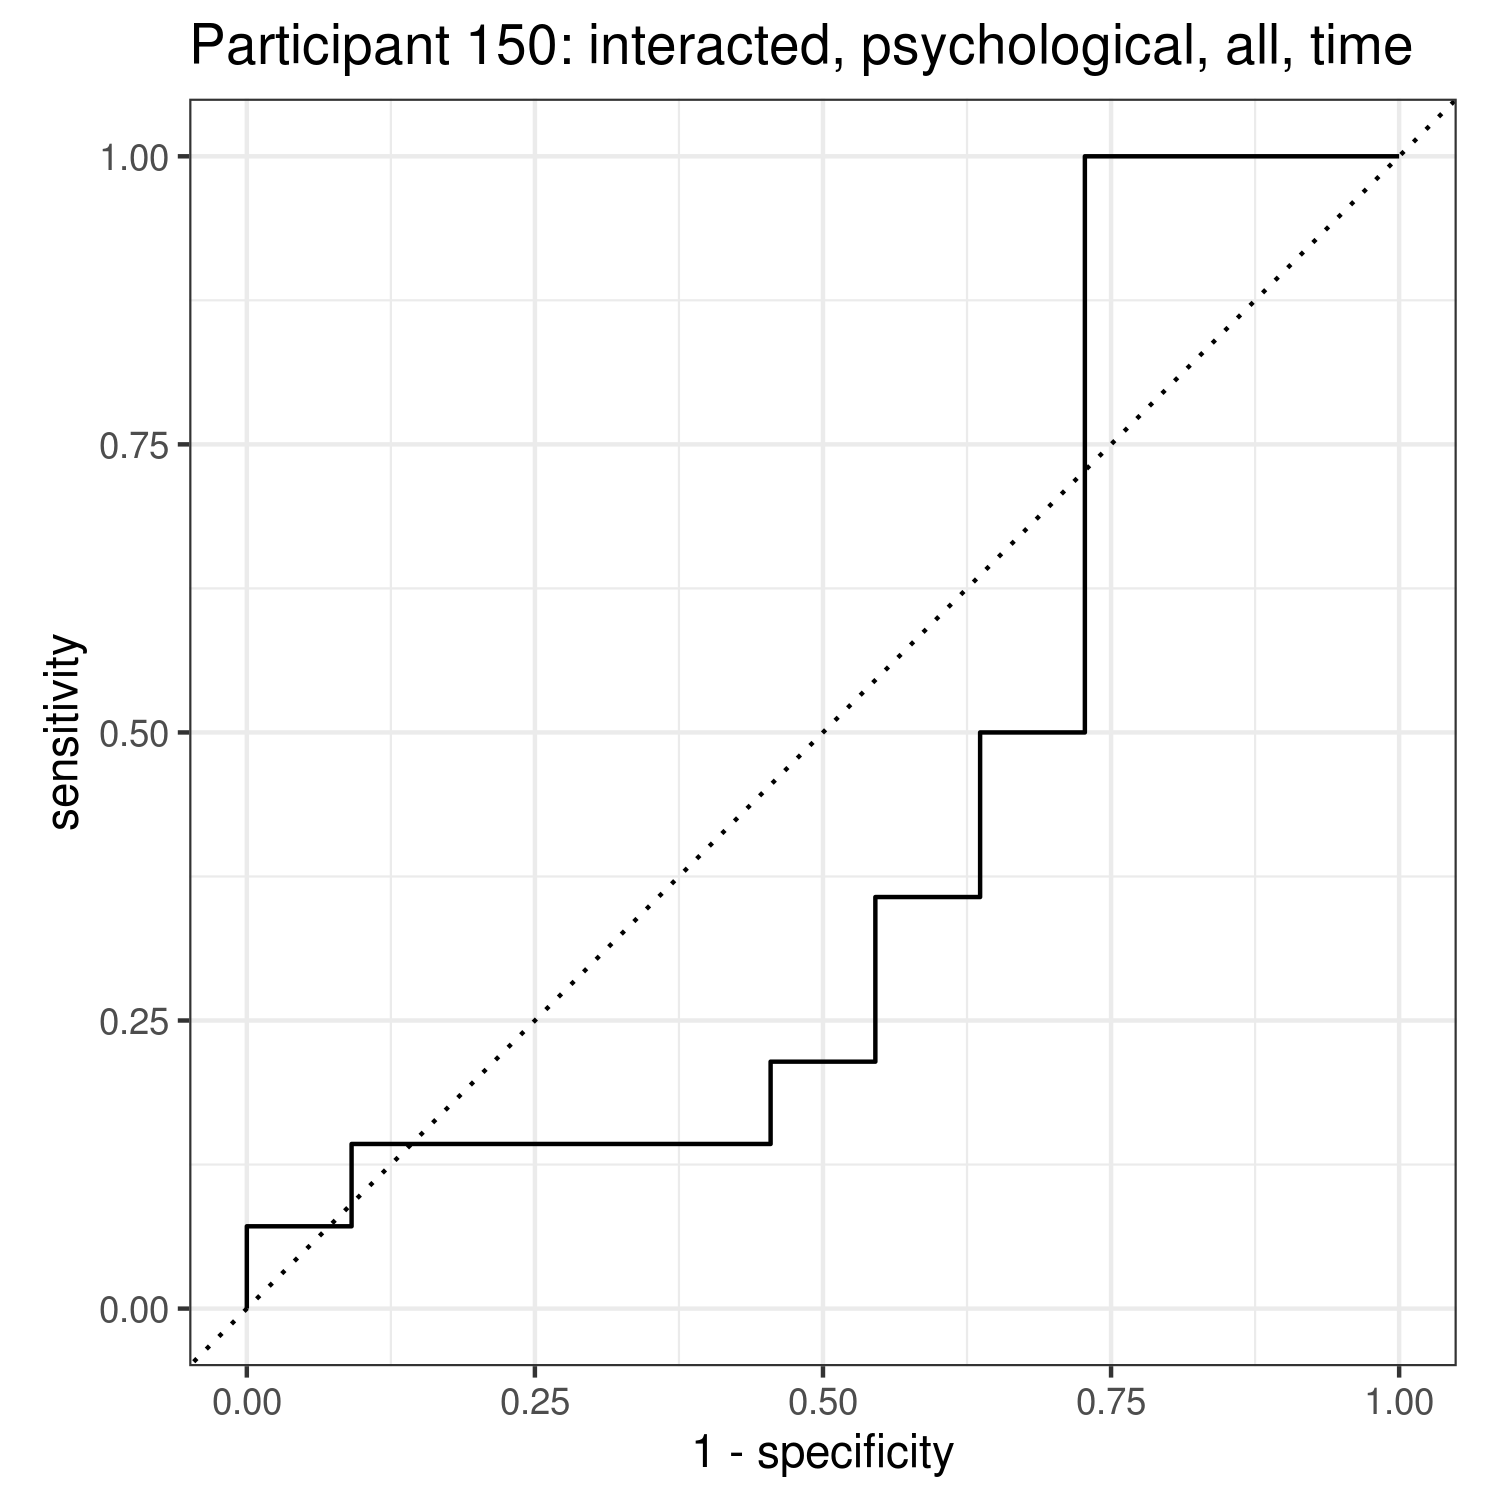 Participant 150: interacted, psychological, all, time
1.00
0.75
0.50
0.25
0.00
sensitivity
0.00 0.25 0.50 0.75 1.00
1 - specificity